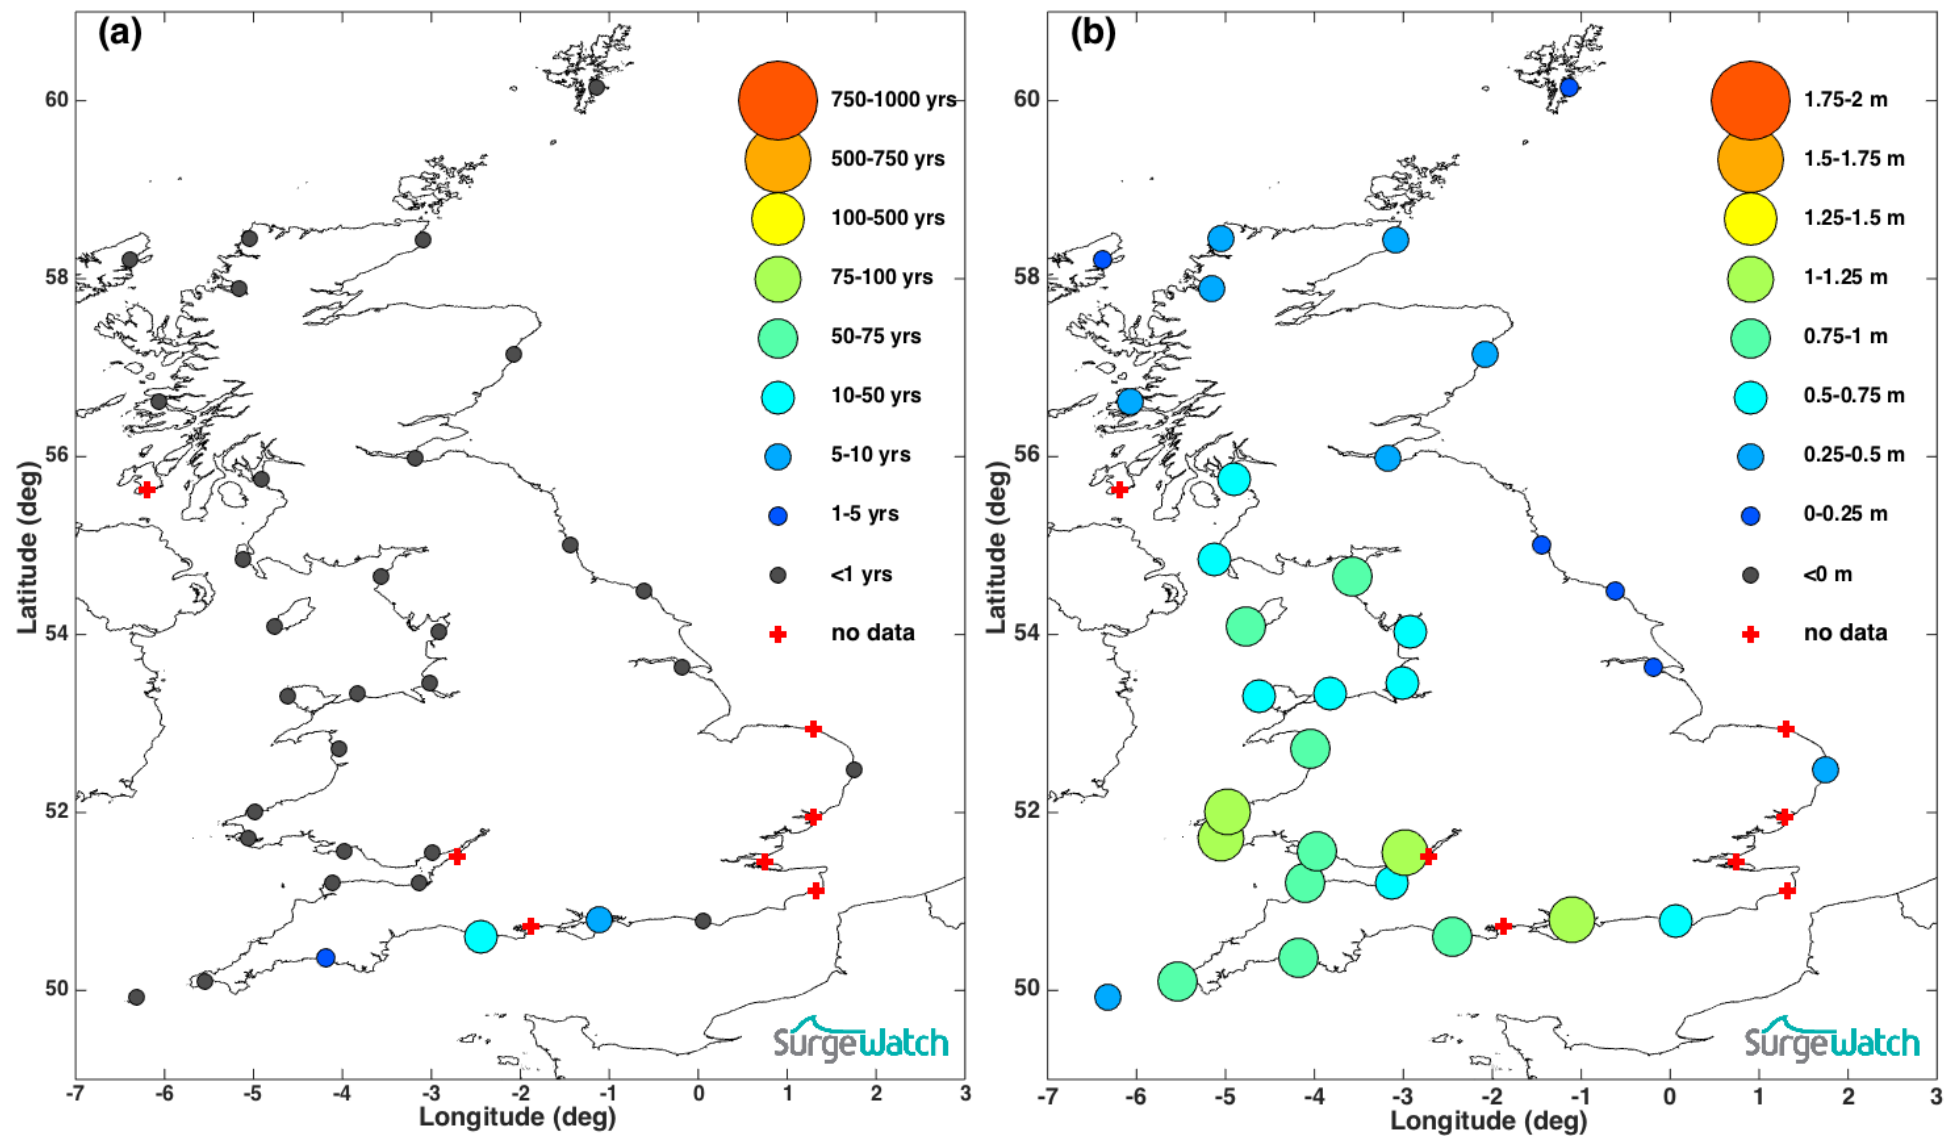 (a)
60
58
56
54
52
50
Latitude (deg)
-7 -6 -5 -4 -3 -2 -1 0 1 2 3
Longitude (deg)
750-1000 yrs
500-750 yrs
100-500 yrs
75-100 yrs
50-75 yrs
10-50 yrs
5-10 yrs
1-5 yrs
<1 yrs
no data
SurgeWatch
(b)
60
58
56
54
52
50
Latitude (deg)
-7 -6 -5 -4 -3 -2 -1 0 1 2 3
Longitude (deg)
1.75-2 m
1.5-1.75 m
1.25-1.5 m
1-1.25 m
0.75-1 m
0.5-0.75 m
0.25-0.5 m
0-0.25 m
<0 m
no data
SurgeWatch